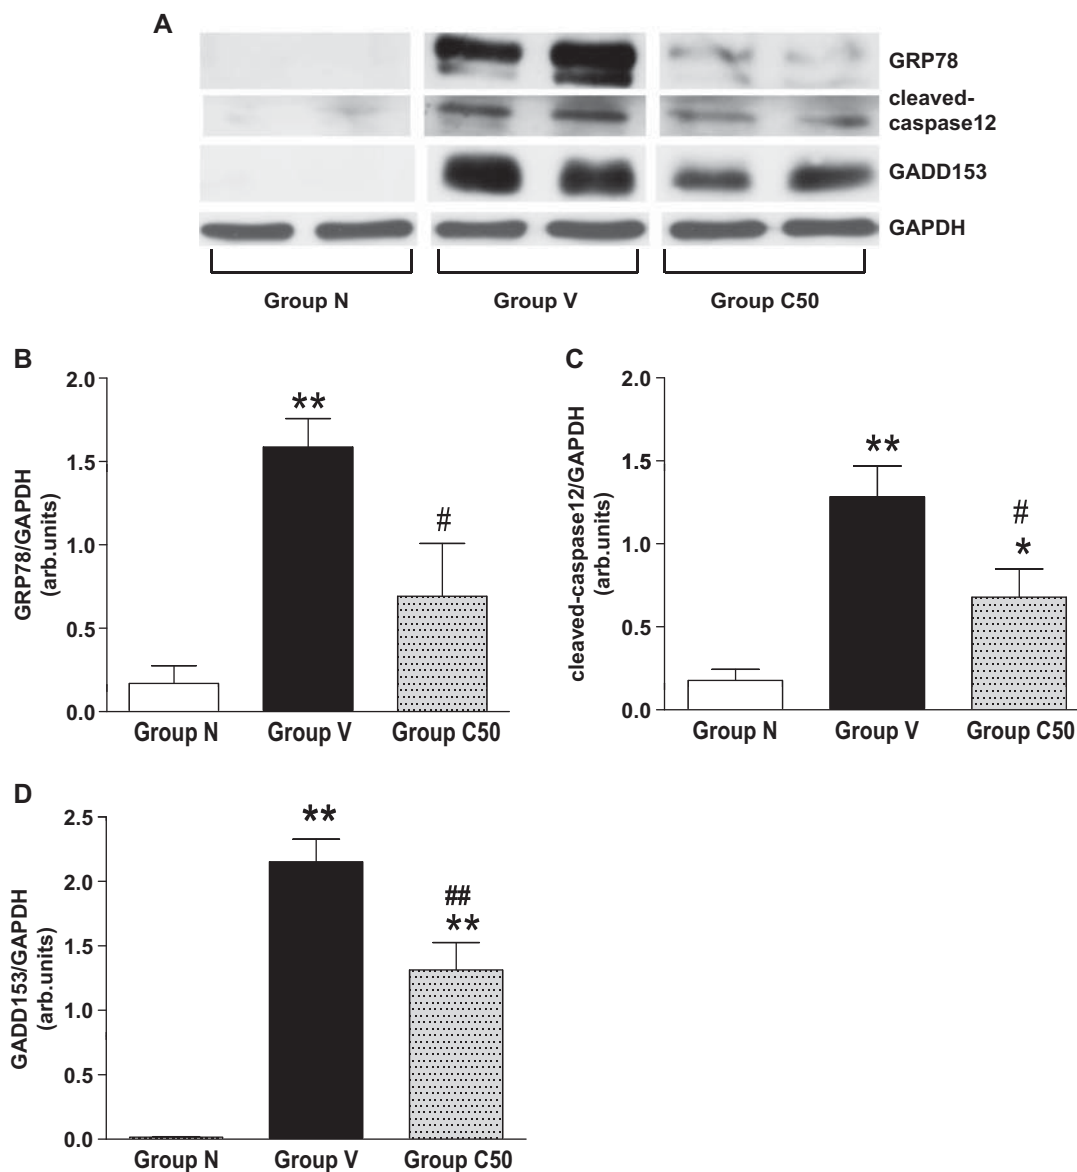 A
GRP78
cleaved-
caspase12
GADD153
GAPDH
Group N Group V Group C50
B
GRP78/GAPDH
(arb.units)
2.0
1.5
1.0
0.5
0.0
**
#
Group N Group V Group C50
C
cleaved-caspase12/GAPDH
(arb.units)
2.0
1.5
1.0
0.5
0.0
**
#
*
Group N Group V Group C50
D
GADD153/GAPDH
(arb.units)
2.5
2.0
1.5
1.0
0.5
0.0
**
##
**
Group N Group V Group C50